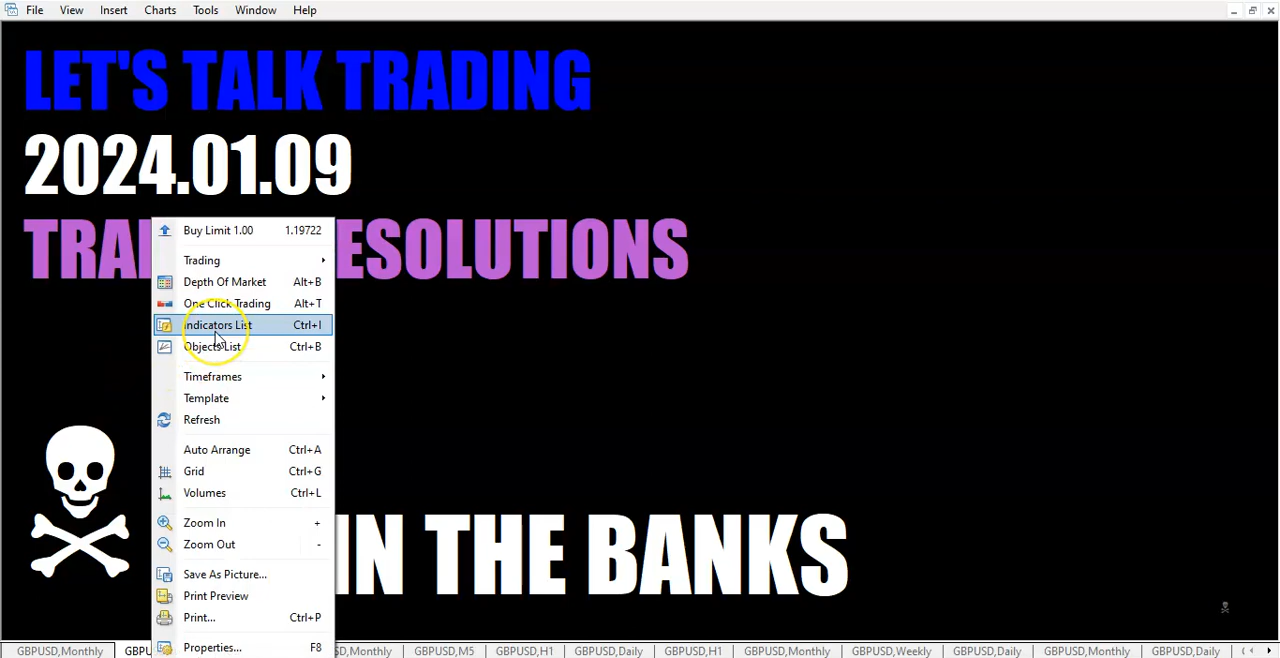 File View Insert Charts Tools Window Help
LET'S TALK TRADING
2024.01.09
TRA ESOLUTIONS
Buy Limit 1.00 1.19722
Trading
Depth Of Market Alt+B
One Click Trading Alt+T
Indicators List Ctrl+I
Objects List Ctrl+B
Timeframes
Template
Refresh
Auto Arrange Ctrl+A
Grid Ctrl+G
Volumes Ctrl+L
Zoom In +
Zoom Out -
Save As Picture...
Print Preview
Print... Ctrl+P
Properties... F8
IN THE BANKS
GBPUSD,Monthly GBPU SD,Monthly GBPUSD,M5 GBPUSD,H1 GBPUSD,Daily GBPUSD,H1 GBPUSD,Monthly GBPUSD,Weekly GBPUSD,Daily GBPUSD,Monthly GBPUSD,Daily